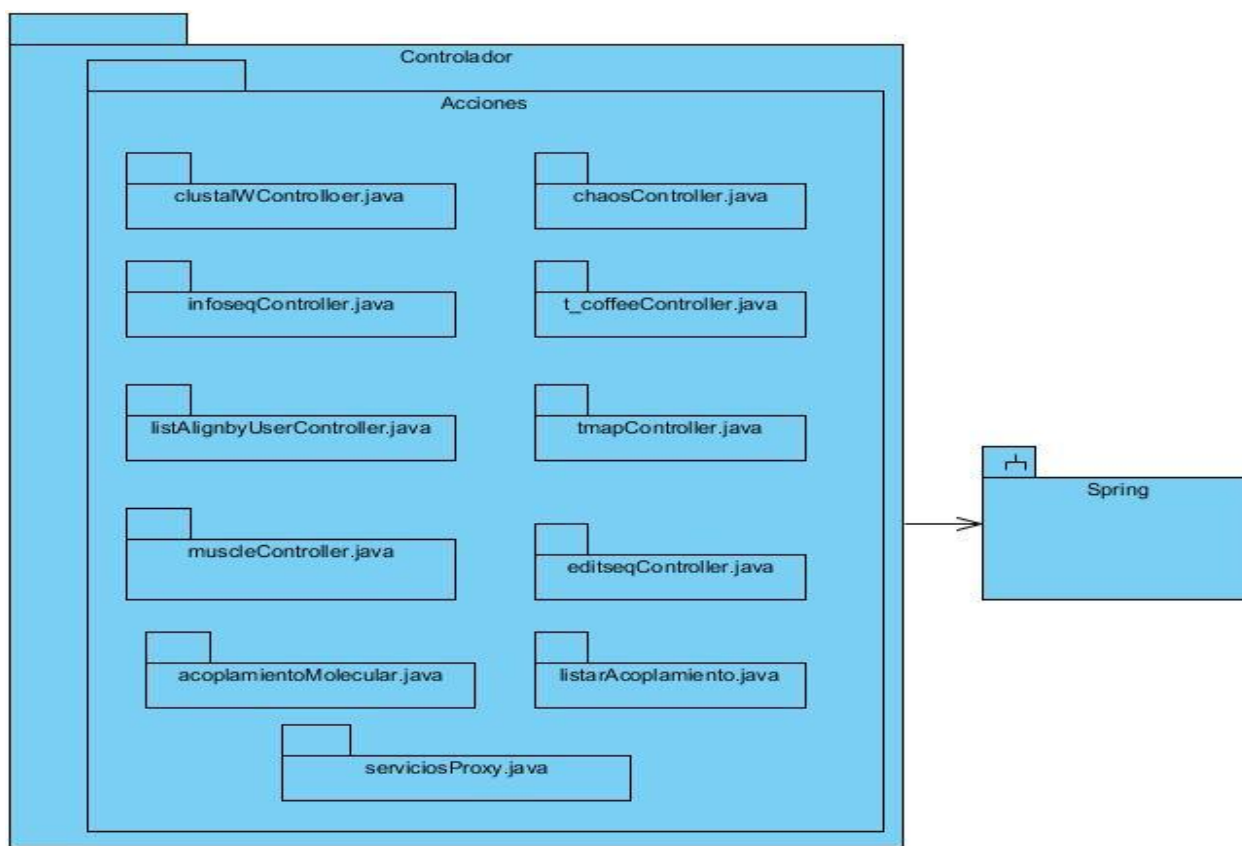 Controlador
Acciones
clustalWControlloer.java
chaosController.java
infoseqController.java
t_coffeeController.java
listAlignbyUserController.java
tmapController.java
muscleController.java
editseqController.java
acoplamientoMolecular.java
listarAcoplamiento.java
serviciosProxy.java
Spring